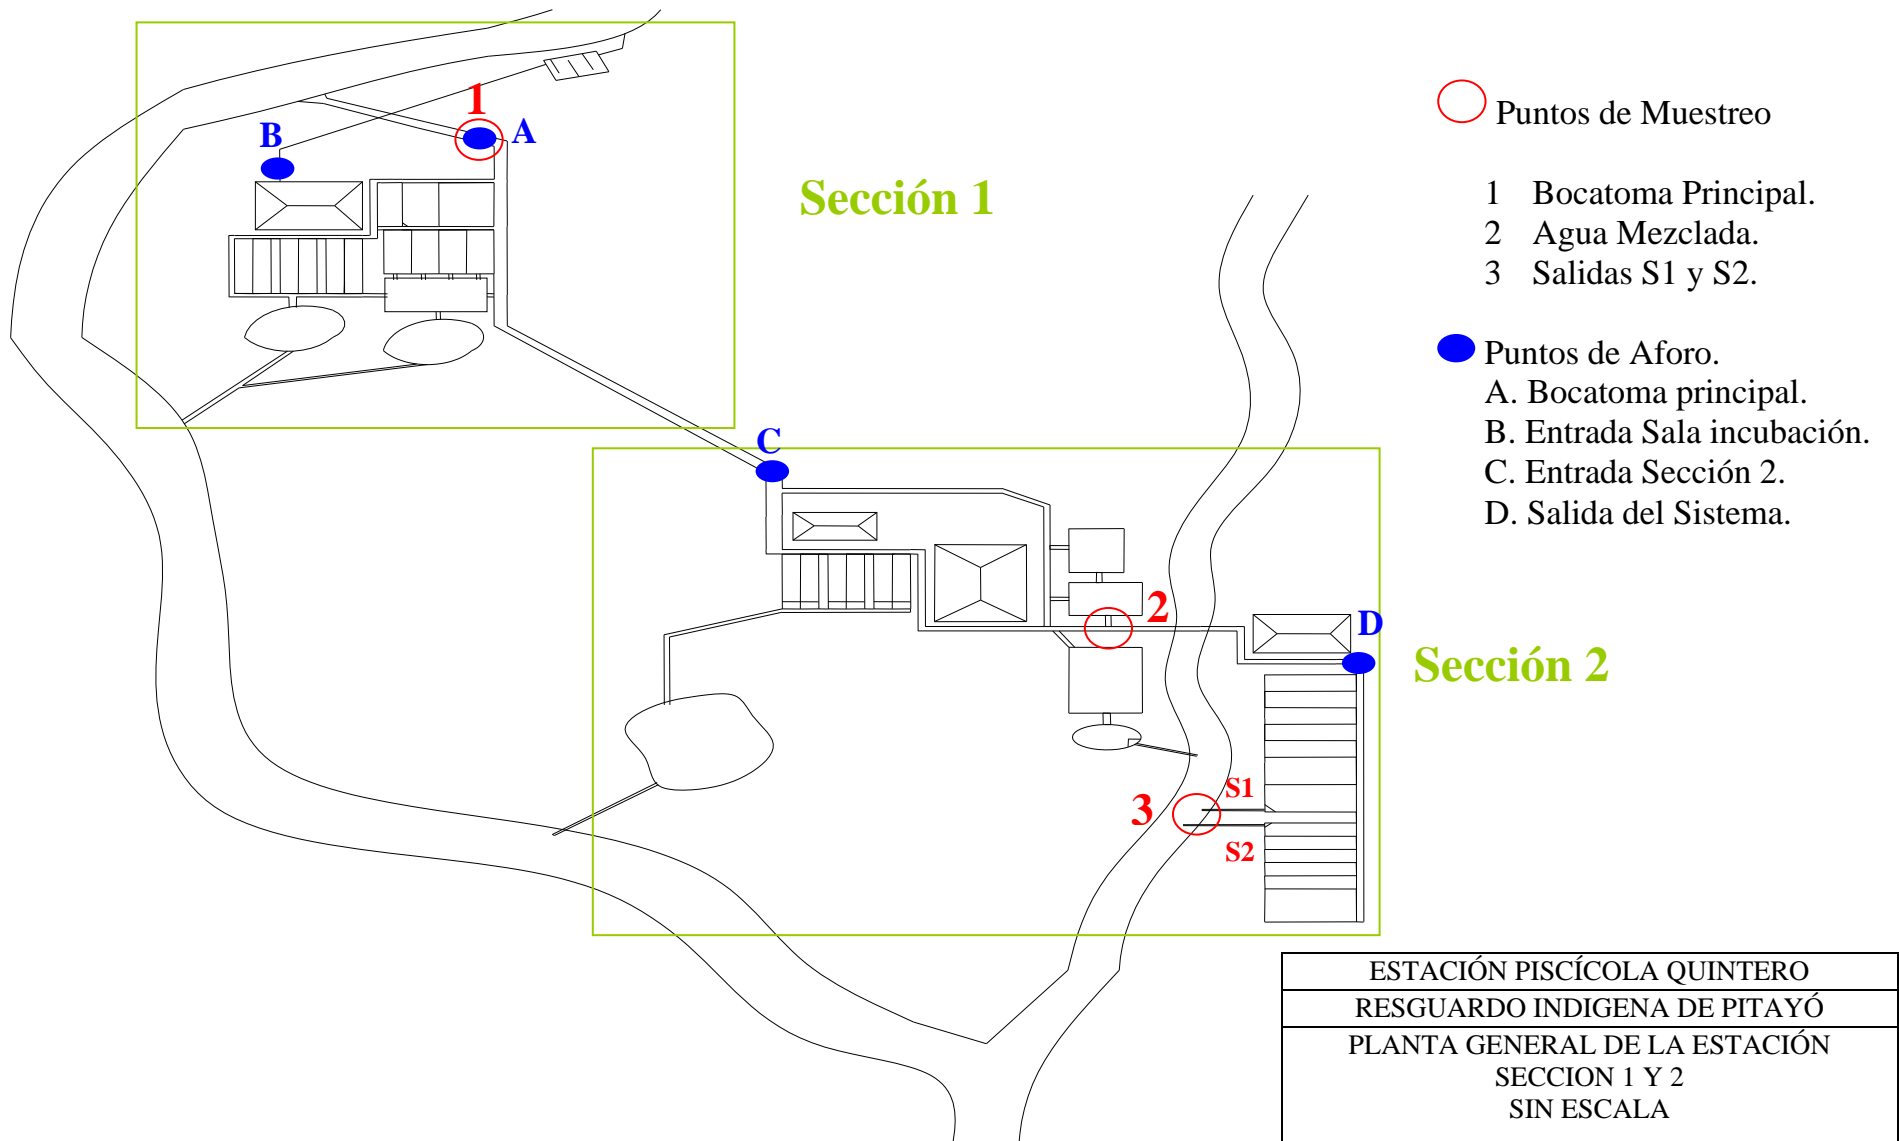 1
A
B
Sección 1
Puntos de Muestreo
1 Bocatoma Principal.
2 Agua Mezclada.
3 Salidas S1 y S2.
Puntos de Aforo.
A. Bocatoma principal.
B. Entrada Sala incubación.
C. Entrada Sección 2.
D. Salida del Sistema.
C
2
D
Sección 2
S1
3
S2
ESTACIÓN PISCÍCOLA QUINTERO
RESGUARDO INDIGENA DE PITAYÓ
PLANTA GENERAL DE LA ESTACIÓN
SECCION 1 Y 2
SIN ESCALA